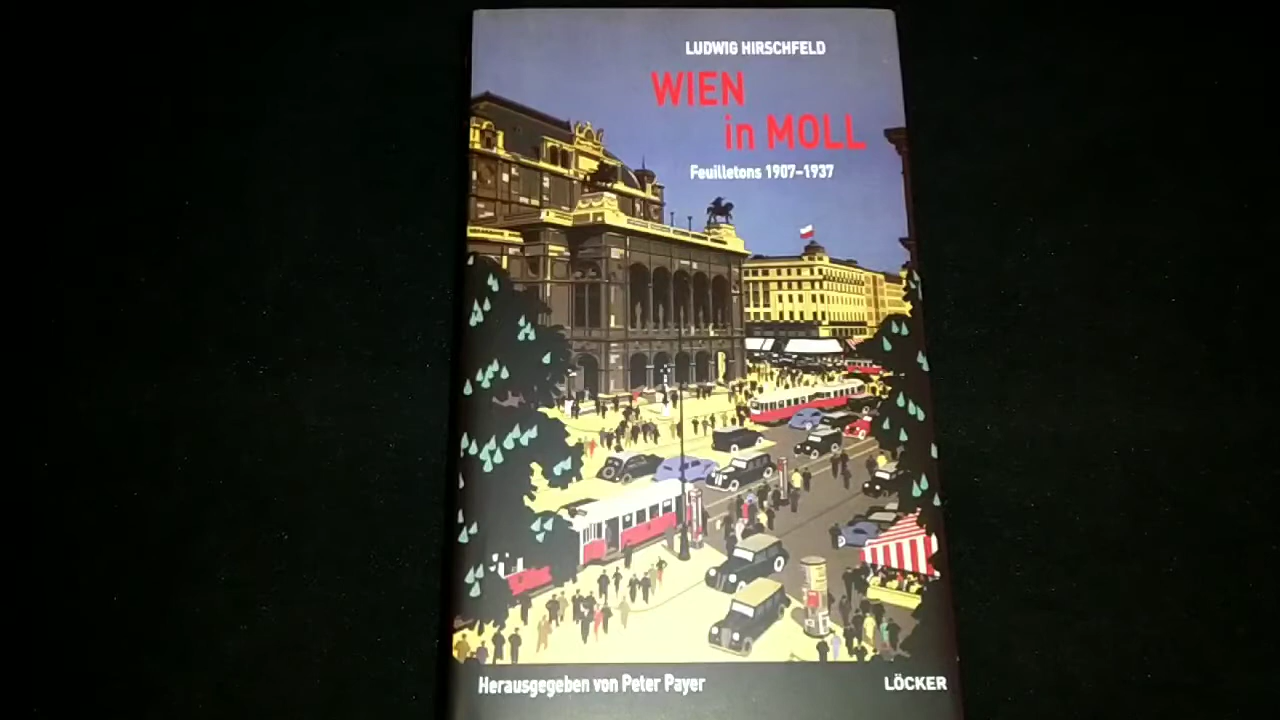 LUDWIG HIRSCHFELD
WIEN
in MOLL
Feuilletons 1907–1937
Herausgegeben von Peter Payer
LÖCKER